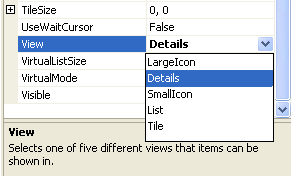 TileSize 0, 0
UseWaitCursor False
View Details
VirtualListSize LargeIcon
VirtualMode Details
Visible SmallIcon
List
Tile
View
Selects one of five different views that items can be
shown in.